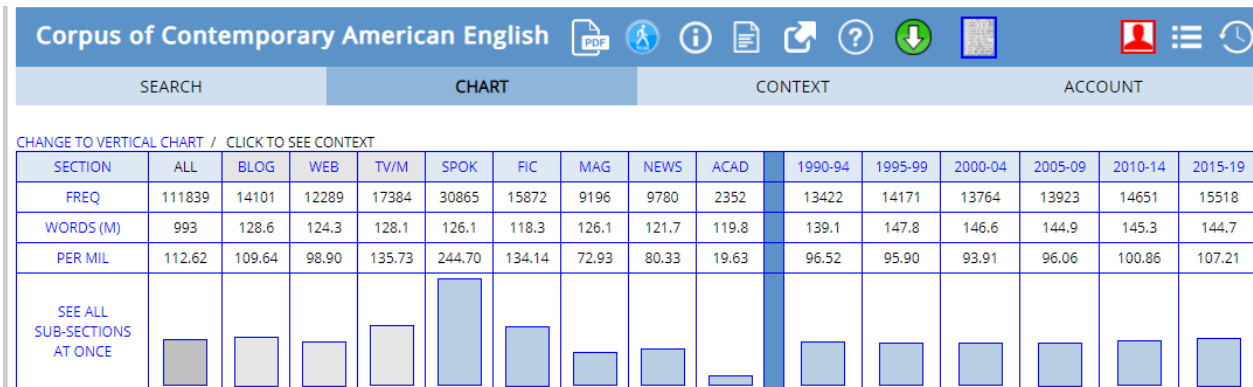 Corpus of Contemporary American English PDF
SEARCH CHART CONTEXT ACCOUNT
CHANGE TO VERTICAL CHART / CLICK TO SEE CONTEXT
SECTION ALL BLOG WEB TV/M SPOK FIC MAG NEWS ACAD 1990-94 1995-99 2000-04 2005-09 2010-14 2015-19
FREQ 111839 14101 12289 17384 30865 15872 9196 9780 2352 13422 14171 13764 13923 14651 15518
WORDS (M) 993 128.6 124.3 128.1 126.1 118.3 126.1 121.7 119.8 139.1 147.8 146.6 144.9 145.3 144.7
PER MIL 112.62 109.64 98.90 135.73 244.70 134.14 72.93 80.33 19.63 96.52 95.90 93.91 96.06 100.86 107.21
SEE ALL
SUB-SECTIONS
AT ONCE